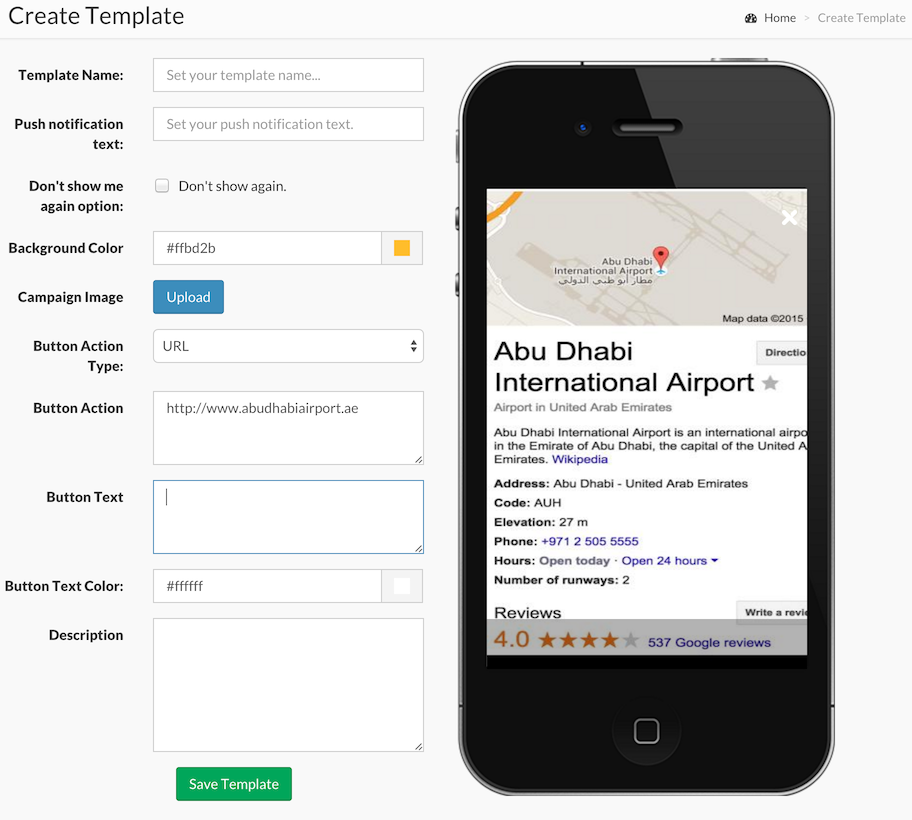 Create Template
Home > Create Template
Template Name:
Set your template name...
Push notification
text:
Set your push notification text.
Don't show me
again option:
Don't show again.
Background Color
#ffbd2b
Campaign Image
Upload
Button Action
Type:
URL
Button Action
http://www.abudhabiairport.ae
Button Text
Button Text Color:
#ffffff
Description
Save Template
Abu Dhabi
International Airport
مطار أبو ظبي الدولي
Map data ©2015
Abu Dhabi
International Airport
Directio
Airport in United Arab Emirates
Abu Dhabi International Airport is an international airpo
in the Emirate of Abu Dhabi, the capital of the United A
Emirates. Wikipedia
Address: Abu Dhabi - United Arab Emirates
Code: AUH
Elevation: 27 m
Phone: +971 2 505 5555
Hours: Open today · Open 24 hours
Number of runways: 2
Reviews
Write a revie
4.0 537 Google reviews